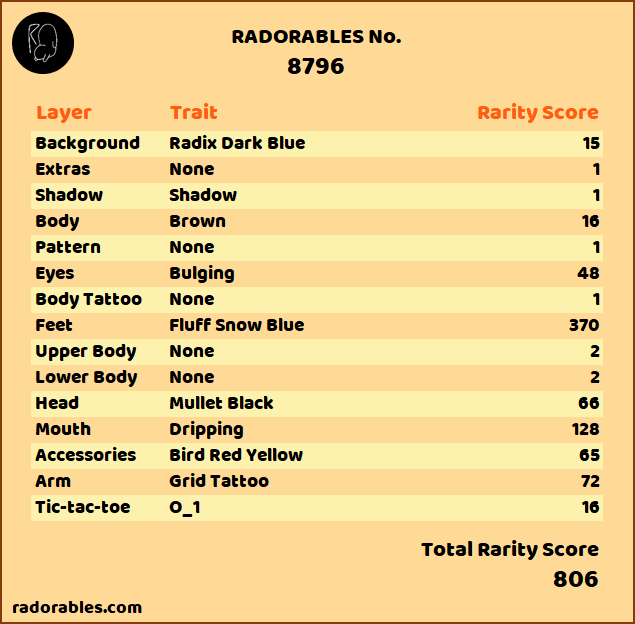 RADORABLES No.
8796
Layer Trait Rarity Score
Background Radix Dark Blue 15
Extras None 1
Shadow Shadow 1
Body Brown 16
Pattern None 1
Eyes Bulging 48
Body Tattoo None 1
Feet Fluff Snow Blue 370
Upper Body None 2
Lower Body None 2
Head Mullet Black 66
Mouth Dripping 128
Accessories Bird Red Yellow 65
Arm Grid Tattoo 72
Tic-tac-toe O_1 16
Total Rarity Score
806
radorables.com